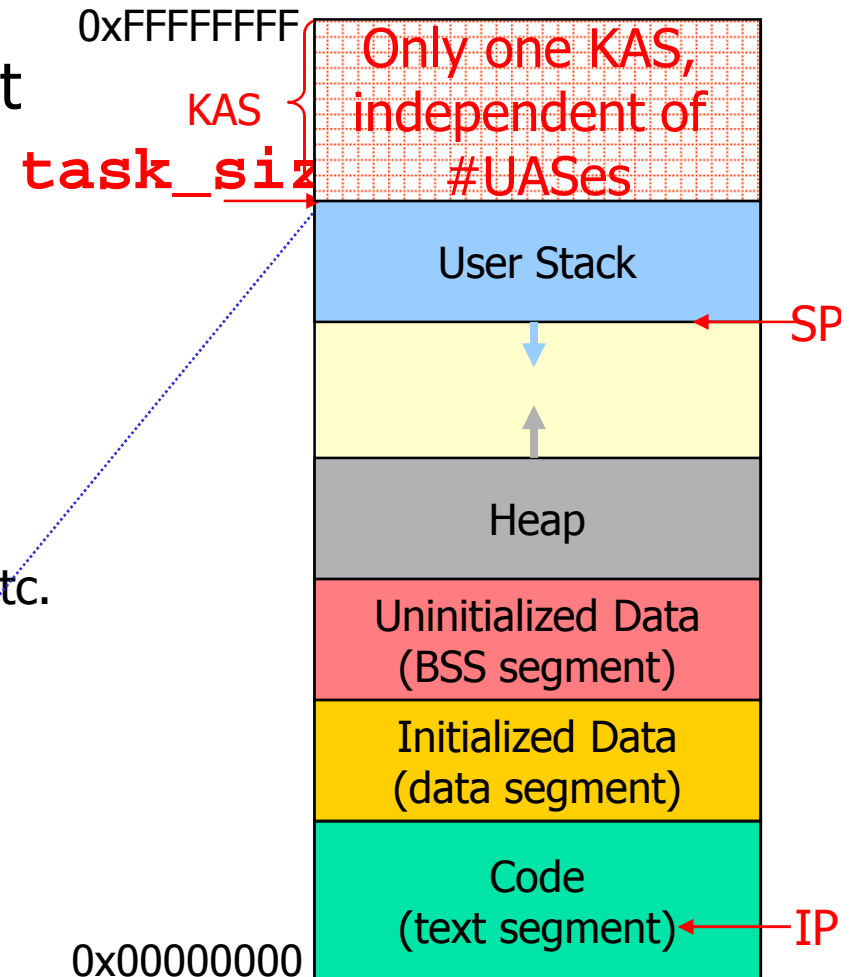 0xFFFFFFFF
Only one KAS,
independent of
#UASes
t
KAS
task_siz
User Stack
SP
Heap
tc.
Uninitialized Data
(BSS segment)
Initialized Data
(data segment)
Code
(text segment)
IP
0x00000000